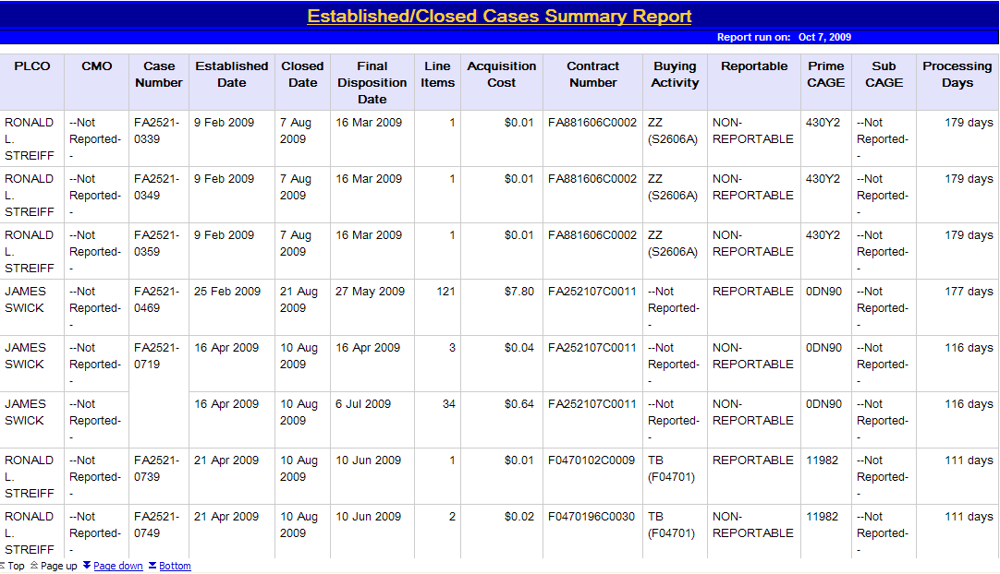 Established/Closed Cases Summary Report
Report run on: Oct 7, 2009
PLCO CMO Case Number Established Date Closed Date Final Disposition Date Line Items Acquisition Cost Contract Number Buying Activity Reportable Prime CAGE Sub CAGE Processing Days
RONALD L. STREIFF --Not Reported-- FA2521-0339 9 Feb 2009 7 Aug 2009 16 Mar 2009 1 $0.01 FA881606C0002 ZZ (S2606A) NON-REPORTABLE 430Y2 --Not Reported-- 179 days
RONALD L. STREIFF --Not Reported-- FA2521-0349 9 Feb 2009 7 Aug 2009 16 Mar 2009 1 $0.01 FA881606C0002 ZZ (S2606A) NON-REPORTABLE 430Y2 --Not Reported-- 179 days
RONALD L. STREIFF --Not Reported-- FA2521-0359 9 Feb 2009 7 Aug 2009 16 Mar 2009 1 $0.01 FA881606C0002 ZZ (S2606A) NON-REPORTABLE 430Y2 --Not Reported-- 179 days
JAMES SWICK --Not Reported-- FA2521-0469 25 Feb 2009 21 Aug 2009 27 May 2009 121 $7.80 FA252107C0011 --Not Reported-- REPORTABLE 0DN90 --Not Reported-- 177 days
JAMES SWICK --Not Reported-- FA2521-0719 16 Apr 2009 10 Aug 2009 16 Apr 2009 3 $0.04 FA252107C0011 --Not Reported-- NON-REPORTABLE 0DN90 --Not Reported-- 116 days
JAMES SWICK --Not Reported-- 16 Apr 2009 10 Aug 2009 6 Jul 2009 34 $0.64 FA252107C0011 --Not Reported-- NON-REPORTABLE 0DN90 --Not Reported-- 116 days
RONALD L. STREIFF --Not Reported-- FA2521-0739 21 Apr 2009 10 Aug 2009 10 Jun 2009 1 $0.01 F0470102C0009 TB (F04701) REPORTABLE 11982 --Not Reported-- 111 days
RONALD L. STREIFF --Not Reported-- FA2521-0749 21 Apr 2009 10 Aug 2009 10 Jun 2009 2 $0.02 F0470196C0030 TB (F04701) NON-REPORTABLE 11982 --Not Reported-- 111 days
Top Page up Page down Bottom